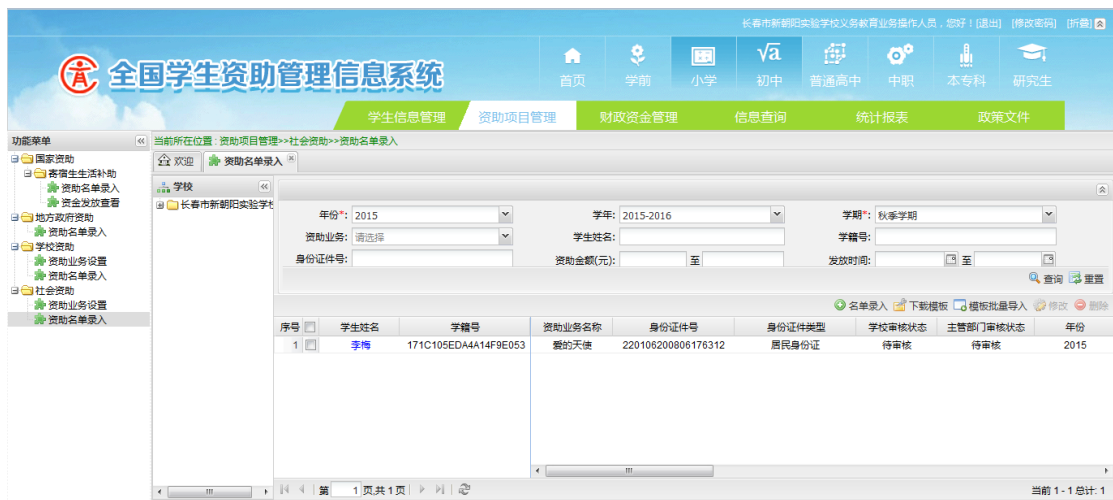 长春市新朝阳实验学校义务教育业务操作人员，您好！[退出] [修改密码] [折叠]
全国学生资助管理信息系统
首页 学前 小学 初中 普通高中 中职 本专科 研究生
学生信息管理 资助项目管理 财政资金管理 信息查询 统计报表 政策文件
功能菜单
当前所在位置 : 资助项目管理>>社会资助>>资助名单录入
欢迎 资助名单录入
国家资助
寄宿生生活补助
资助名单录入
资金发放查看
地方政府资助
资助名单录入
学校资助
资助业务设置
资助名单录入
社会资助
资助业务设置
资助名单录入
学校
长春市新朝阳实验学校
年份*: 2015 学年: 2015-2016 学期*: 秋季学期
资助业务: 请选择 学生姓名: 学籍号:
身份证件号: 资助金额(元): 至 发放时间: 至
查询 重置
名单录入 下载模板 模板批量导入 修改 删除
序号 学生姓名 学籍号 资助业务名称 身份证件号 身份证件类型 学校审核状态 主管部门审核状态 年份
1 李梅 171C105EDA4A14F9E053 爱的天使 220106200806176312 居民身份证 待审核 待审核 2015
第 1 页,共 1 页 当前 1 - 1 总计: 1